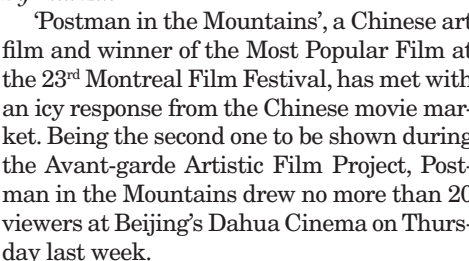 'Postman in the Mountains', a Chinese art
film and winner of the Most Popular Film at
the 23rd Montreal Film Festival, has met with
an icy response from the Chinese movie mar-
ket. Being the second one to be shown during
the Avant-garde Artistic Film Project, Post-
man in the Mountains drew no more than 20
viewers at Beijing's Dahua Cinema on Thurs-
day last week.